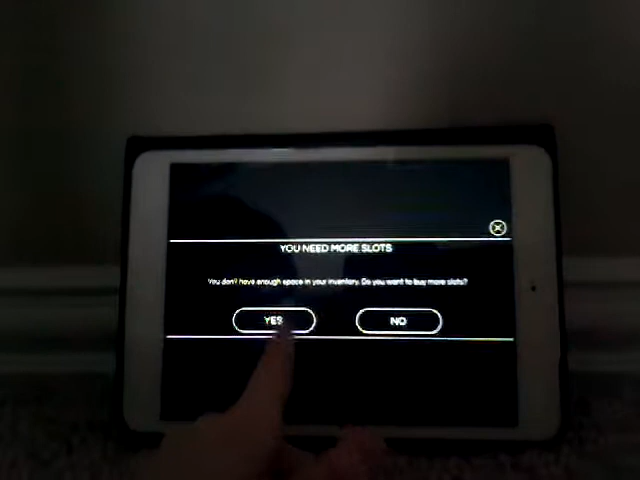 YOU NEED MORE SLOTS
You don't have enough space in your inventory. Do you want to buy more slots?
YES
NO